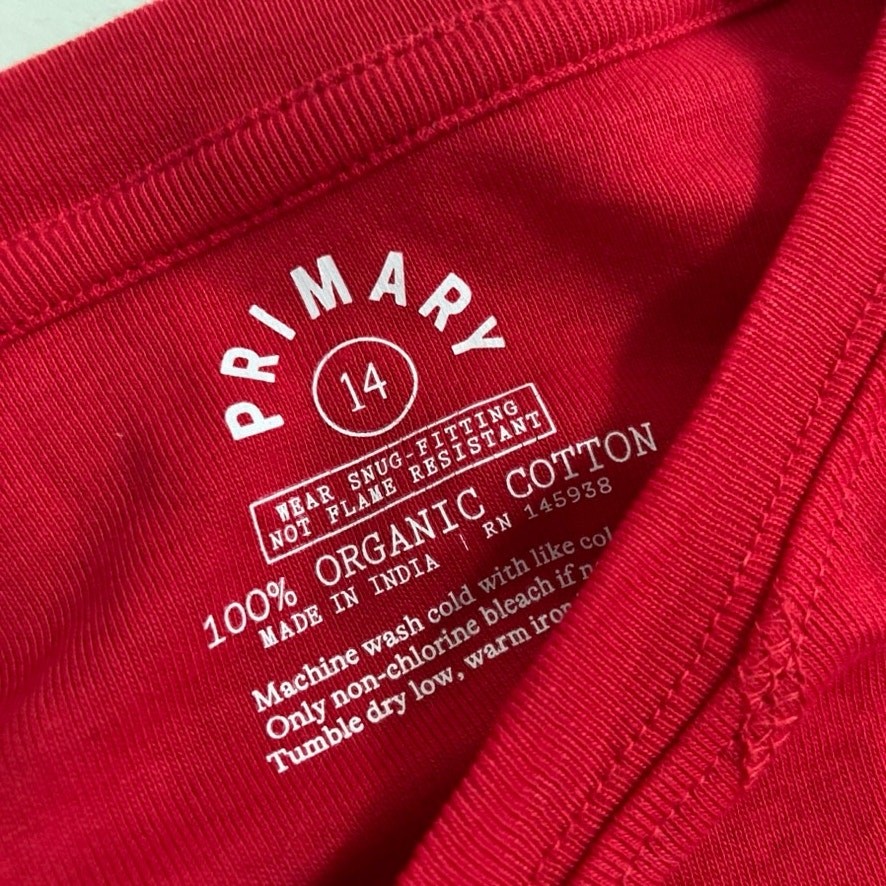 PRIMARY
14
WEAR SNUG-FITTING
NOT FLAME RESISTANT
100% ORGANIC COTTON
MADE IN INDIA | RN 145938
Machine wash cold with like
Only non-chlorine bleach if
Tumble dry low, warm iron